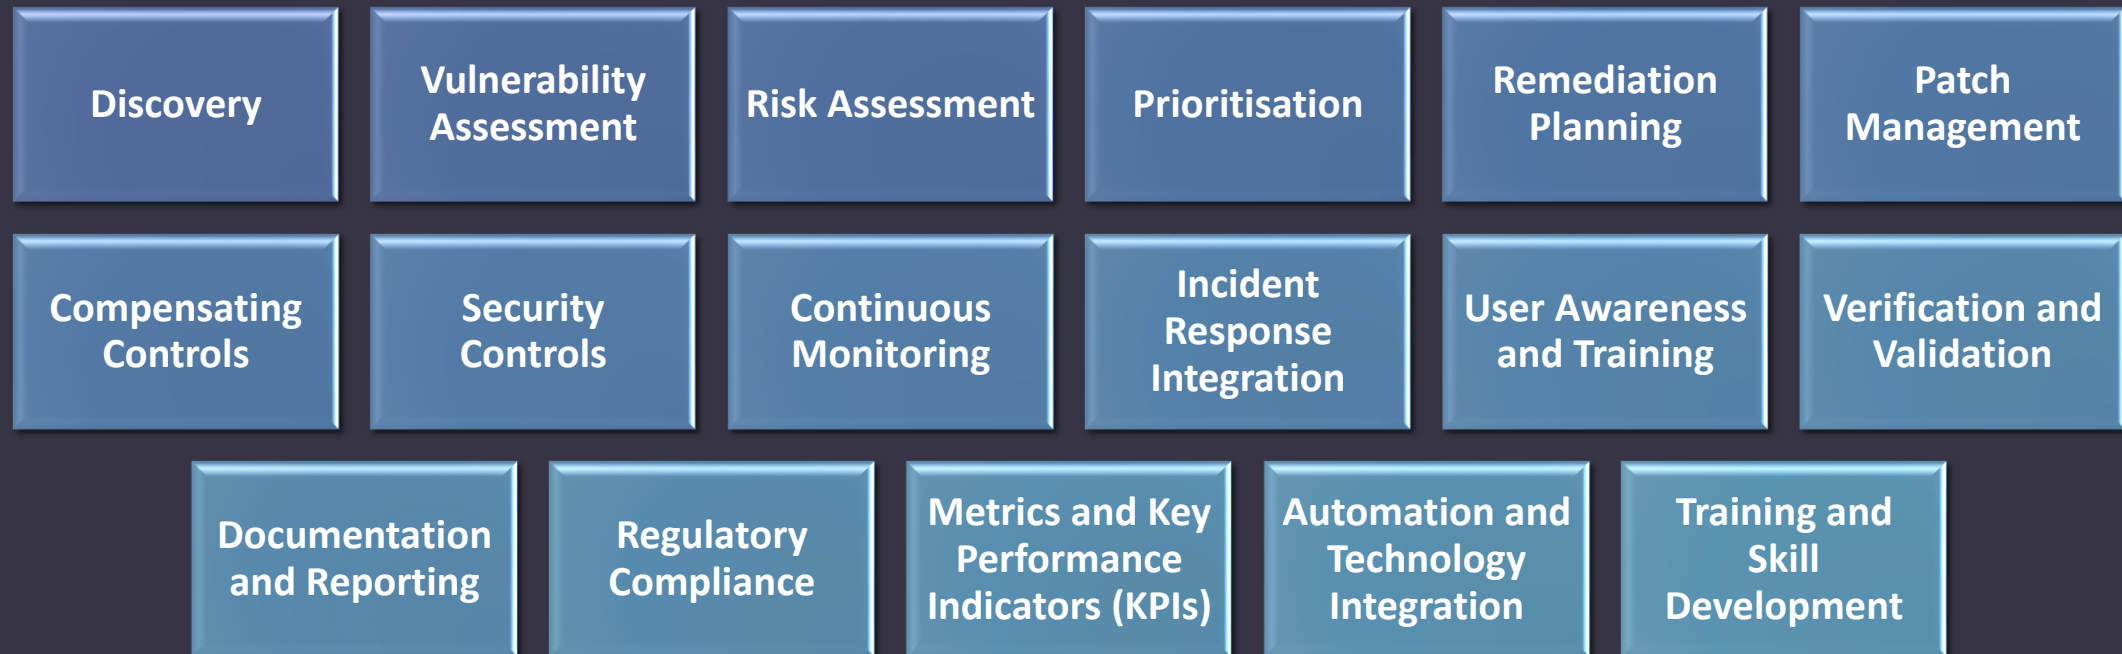 Discovery
Vulnerability
Assessment
Risk Assessment
Prioritisation
Remediation
Planning
Patch
Management
Compensating
Controls
Security
Controls
Continuous
Monitoring
Incident
Response
Integration
User Awareness
and Training
Verification and
Validation
Documentation
and Reporting
Regulatory
Compliance
Metrics and Key
Performance
Indicators (KPIs)
Automation and
Technology
Integration
Training and
Skill
Development